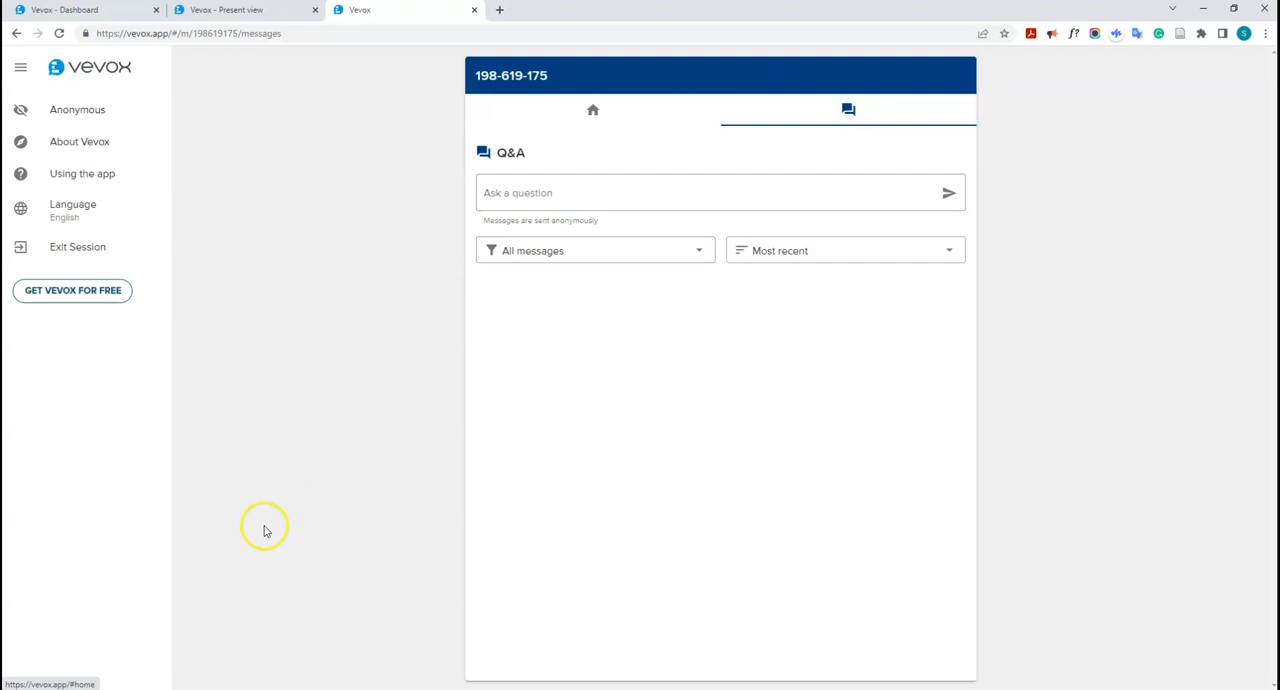 Vevox - Dashboard
Vevox - Present view
Vevox
https://vevox.app/#/m/198619175/messages
f?
S
vevox
198-619-175
Anonymous
About Vevox
Using the app
Language
English
Exit Session
GET VEVOX FOR FREE
Q&A
Ask a question
Messages are sent anonymously
All messages
Most recent
https://vevox.app/#home